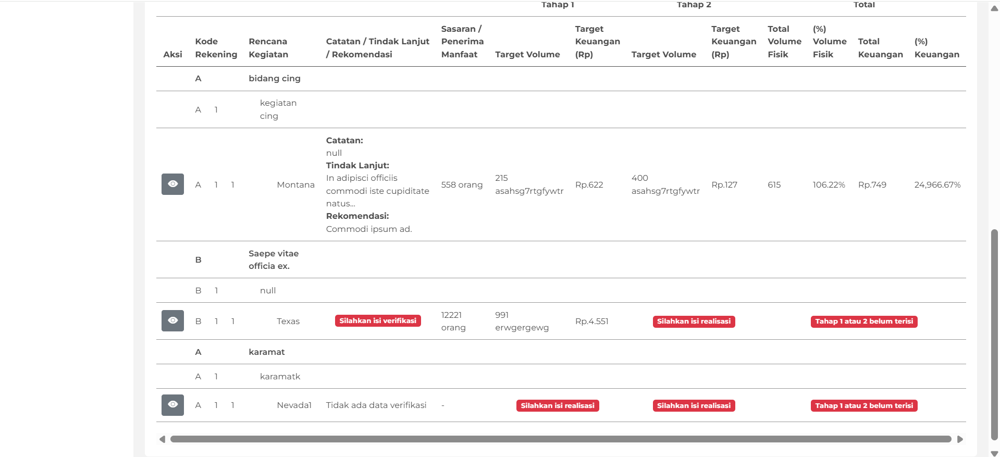 Tahap 1 Tahap 2 Total
Aksi Kode Rekening Rencana Kegiatan Catatan / Tindak Lanjut / Rekomendasi Sasaran / Penerima Manfaat Target Volume Target Keuangan (Rp) Target Volume Target Keuangan (Rp) Total Volume Fisik (%) Volume Fisik Total Keuangan (%) Keuangan
A bidang cing
A 1 kegiatan cing
A 1 1 Montana
Catatan:
null
Tindak Lanjut:
In adipisci officiis
commodi iste cupiditate
natus...
Rekomendasi:
Commodi ipsum ad.
558 orang
215
asahsg7rtgfywtr
Rp.622
400
asahsg7rtgfywtr
Rp.127 615 106.22% Rp.749 24,966.67%
B Saepe vitae
officia ex.
B 1 null
B 1 1 Texas Silahkan isi verifikasi
12221
orang
991
erwgergewg
Rp.4.551 Silahkan isi realisasi Tahap 1 atau 2 belum terisi
A karamat
A 1 karamatk
A 1 1 Nevada1 Tidak ada data verifikasi - Silahkan isi realisasi Silahkan isi realisasi Tahap 1 atau 2 belum terisi